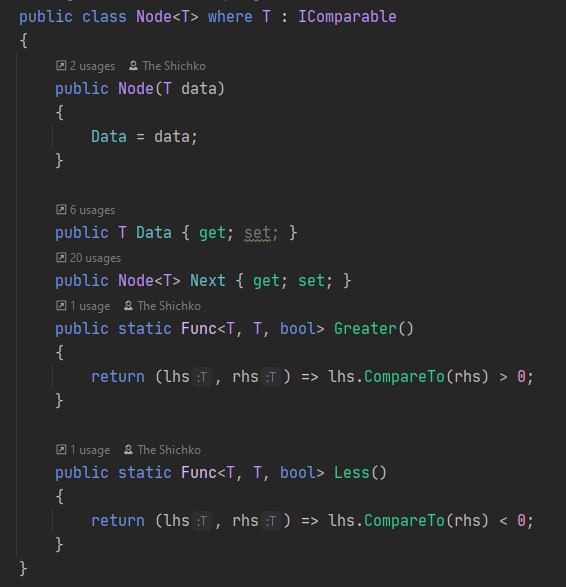 public class Node<T> where T : IComparable
{
2 usages The Shichko
public Node(T data)
{
Data = data;
}
6 usages
public T Data { get; set; }
20 usages
public Node<T> Next { get; set; }
1 usage The Shichko
public static Func<T, T, bool> Greater()
{
return (lhs :T , rhs :T ) => lhs.CompareTo(rhs) > 0;
}
1 usage The Shichko
public static Func<T, T, bool> Less()
{
return (lhs :T , rhs :T ) => lhs.CompareTo(rhs) < 0;
}
}